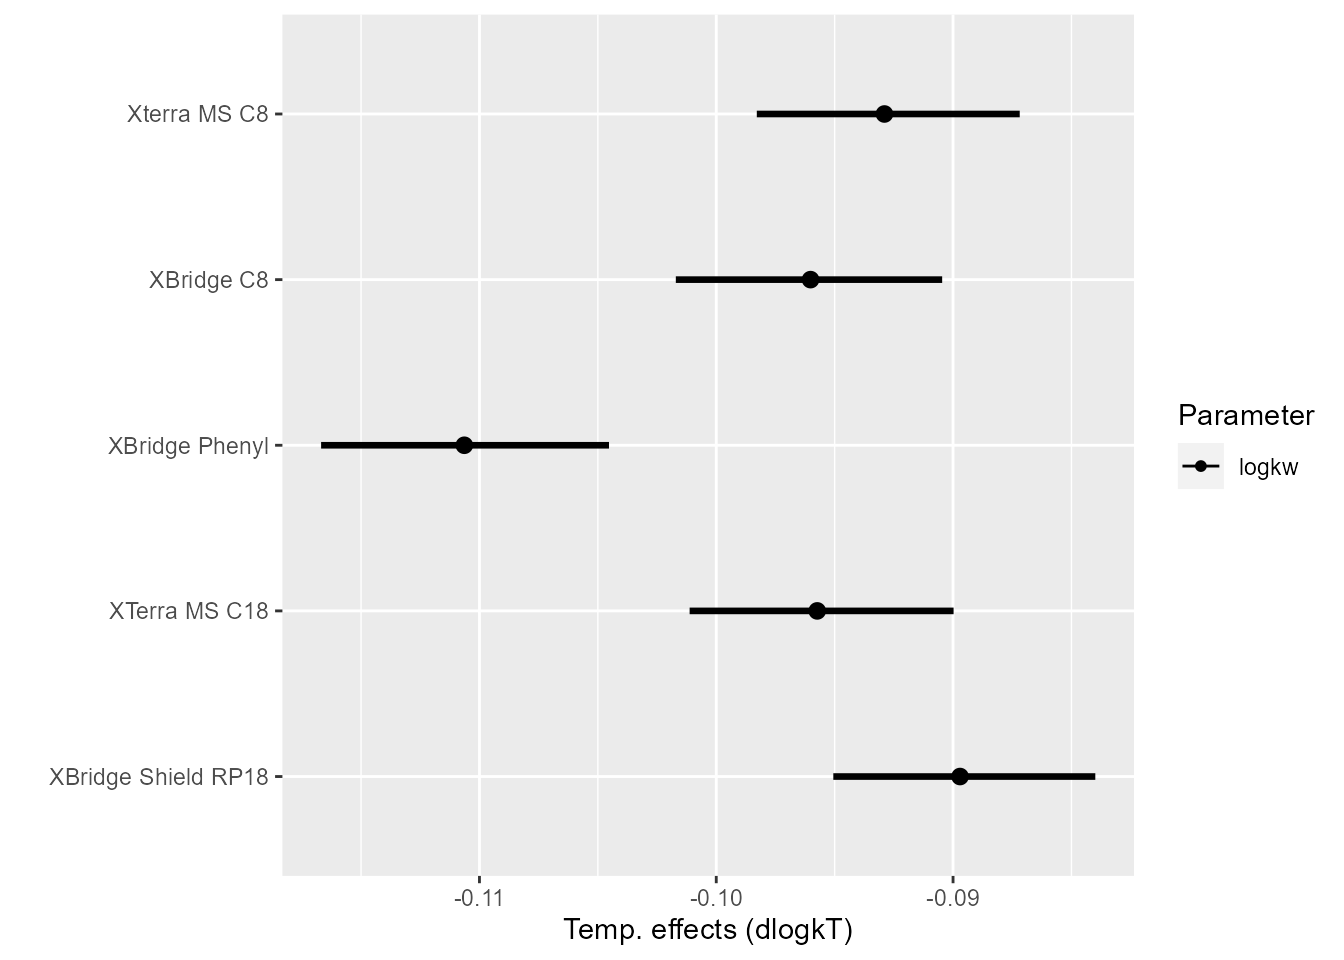 Xterra MS C8
XBridge C8
XBridge Phenyl
XTerra MS C18
XBridge Shield RP18
-0.11
-0.10
-0.09
Temp. effects (dlogkT)
Parameter
logkw